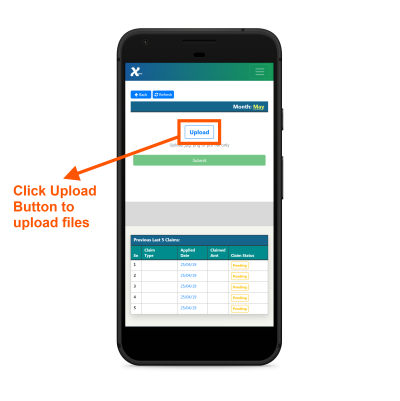 X
Back Refresh
Month: May
Upload
Submit
Click Upload
Button to
upload files
Previous Last 5 Claims:
Sn Claim Type Applied Date Claimed Amt Claim Status
1 25/04/19 Pending
2 25/04/19 Pending
3 25/04/19 Pending
4 25/04/19 Pending
5 25/04/19 Pending